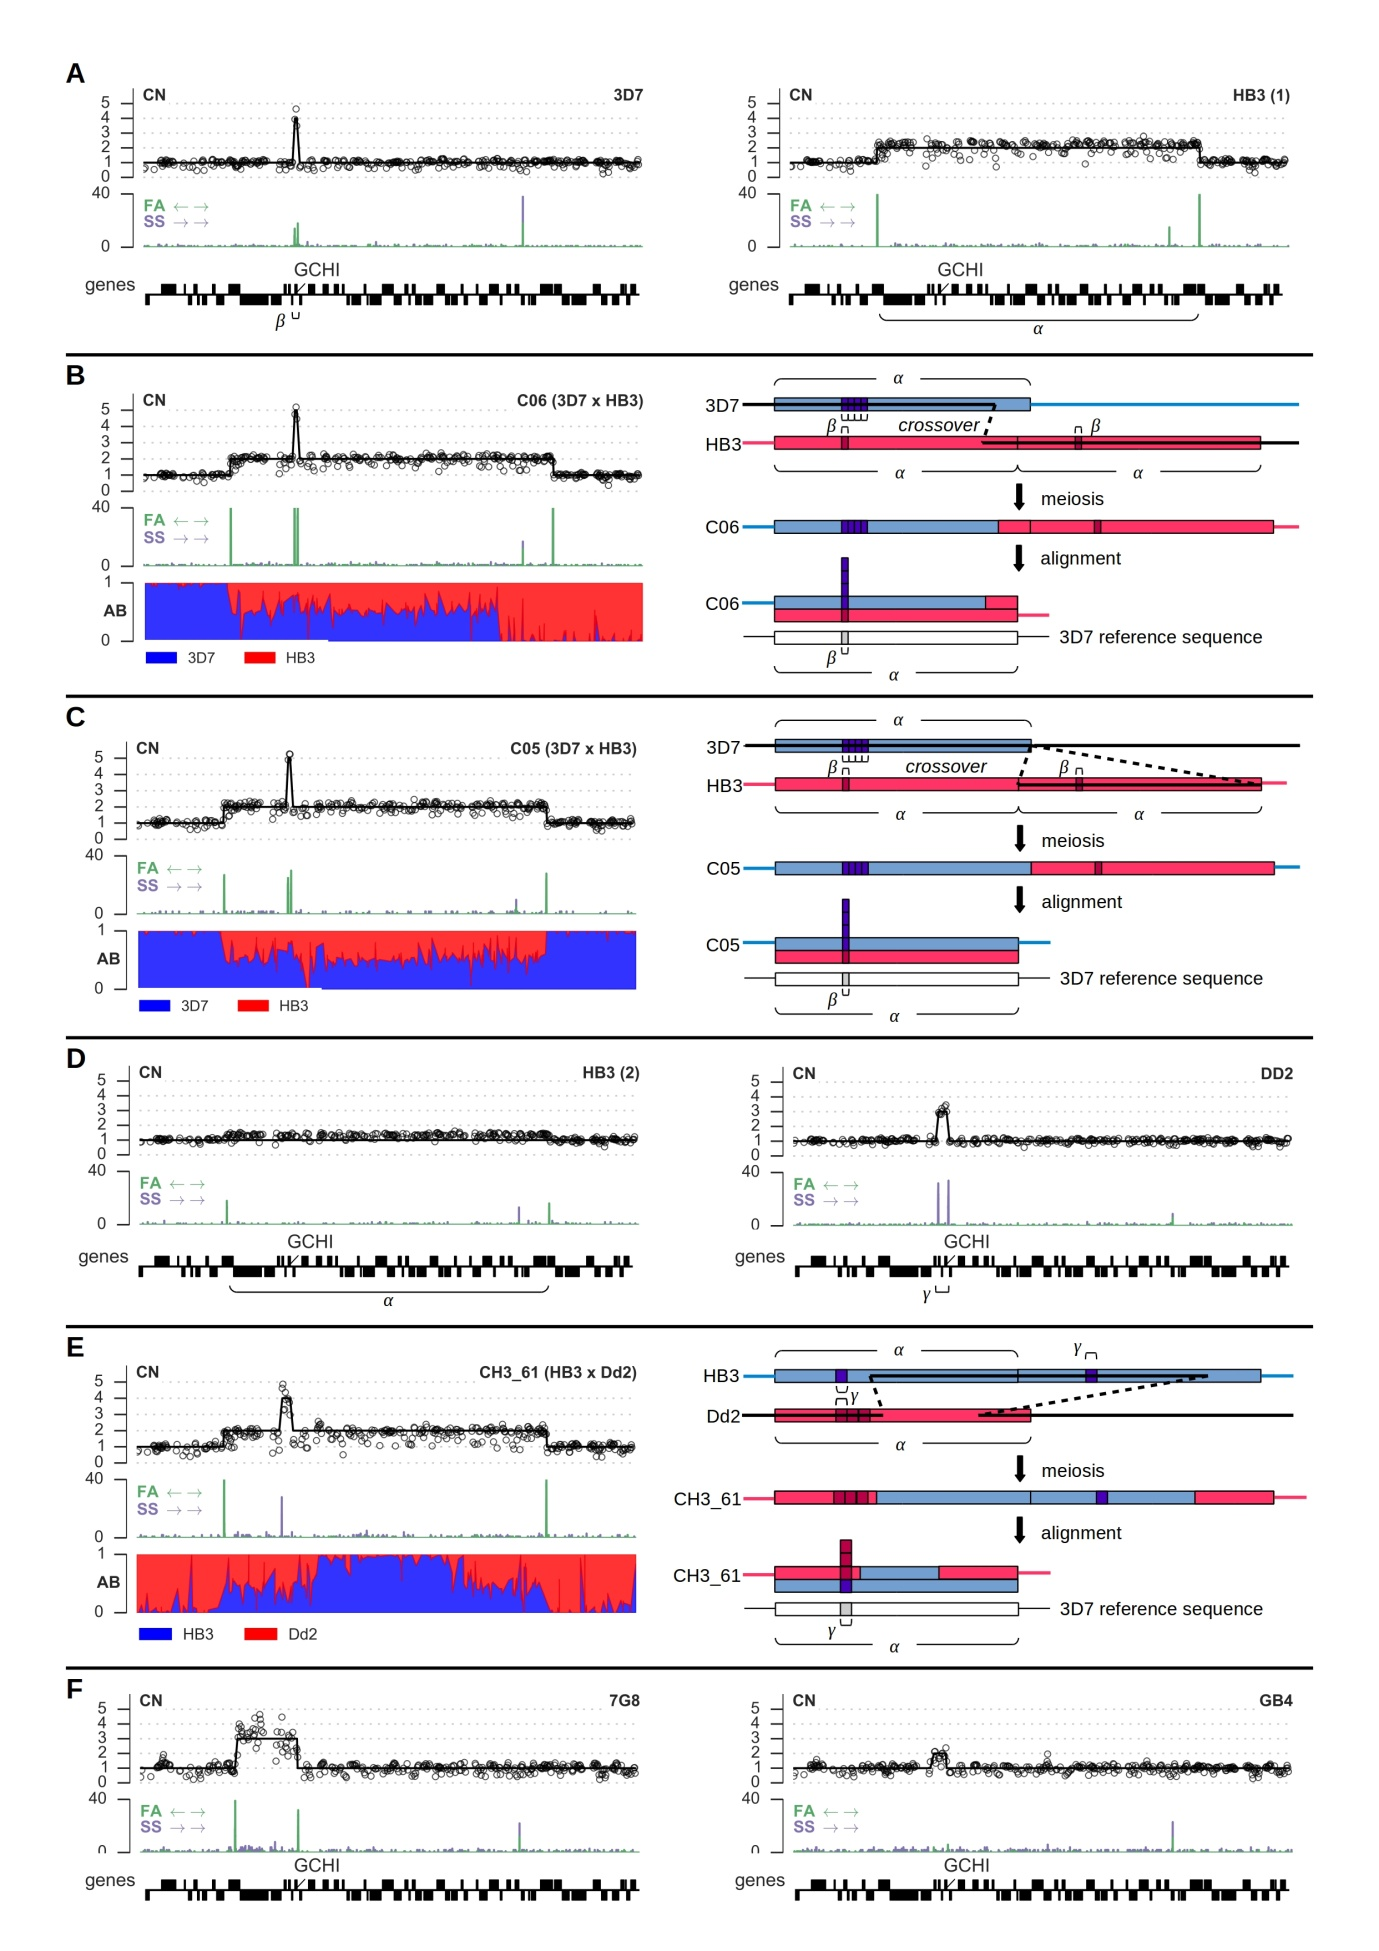 A
CN 3D7
5
4
3
2
1
0
40
FA ← →
SS → →
0
GCHI
genes
β
CN HB3 (1)
5
4
3
2
1
0
40
FA ← →
SS → →
0
GCHI
genes
α
B
CN C06 (3D7 x HB3)
5
4
3
2
1
0
40
FA ← →
SS → →
0
1
AB
0
3D7 HB3
α
3D7
β crossover β
HB3
α α
meiosis
C06
alignment
C06
3D7 reference sequence
β
α
C
CN C05 (3D7 x HB3)
5
4
3
2
1
0
40
FA ← →
SS → →
0
1
AB
0
3D7 HB3
α
3D7
β crossover β
HB3
α α
meiosis
C05
alignment
C05
3D7 reference sequence
β
α
D
CN HB3 (2)
5
4
3
2
1
0
40
FA ← →
SS → →
0
GCHI
genes
α
CN DD2
5
4
3
2
1
0
40
FA ← →
SS → →
0
GCHI
genes
γ
E
CN CH3_61 (HB3 x Dd2)
5
4
3
2
1
0
40
FA ← →
SS → →
0
1
AB
0
HB3 Dd2
α γ
HB3
γ
Dd2
α
meiosis
CH3_61
alignment
CH3_61
3D7 reference sequence
γ
α
F
CN 7G8
5
4
3
2
1
0
40
FA ← →
SS → →
0
GCHI
genes
CN GB4
5
4
3
2
1
0
40
FA ← →
SS → →
0
GCHI
genes